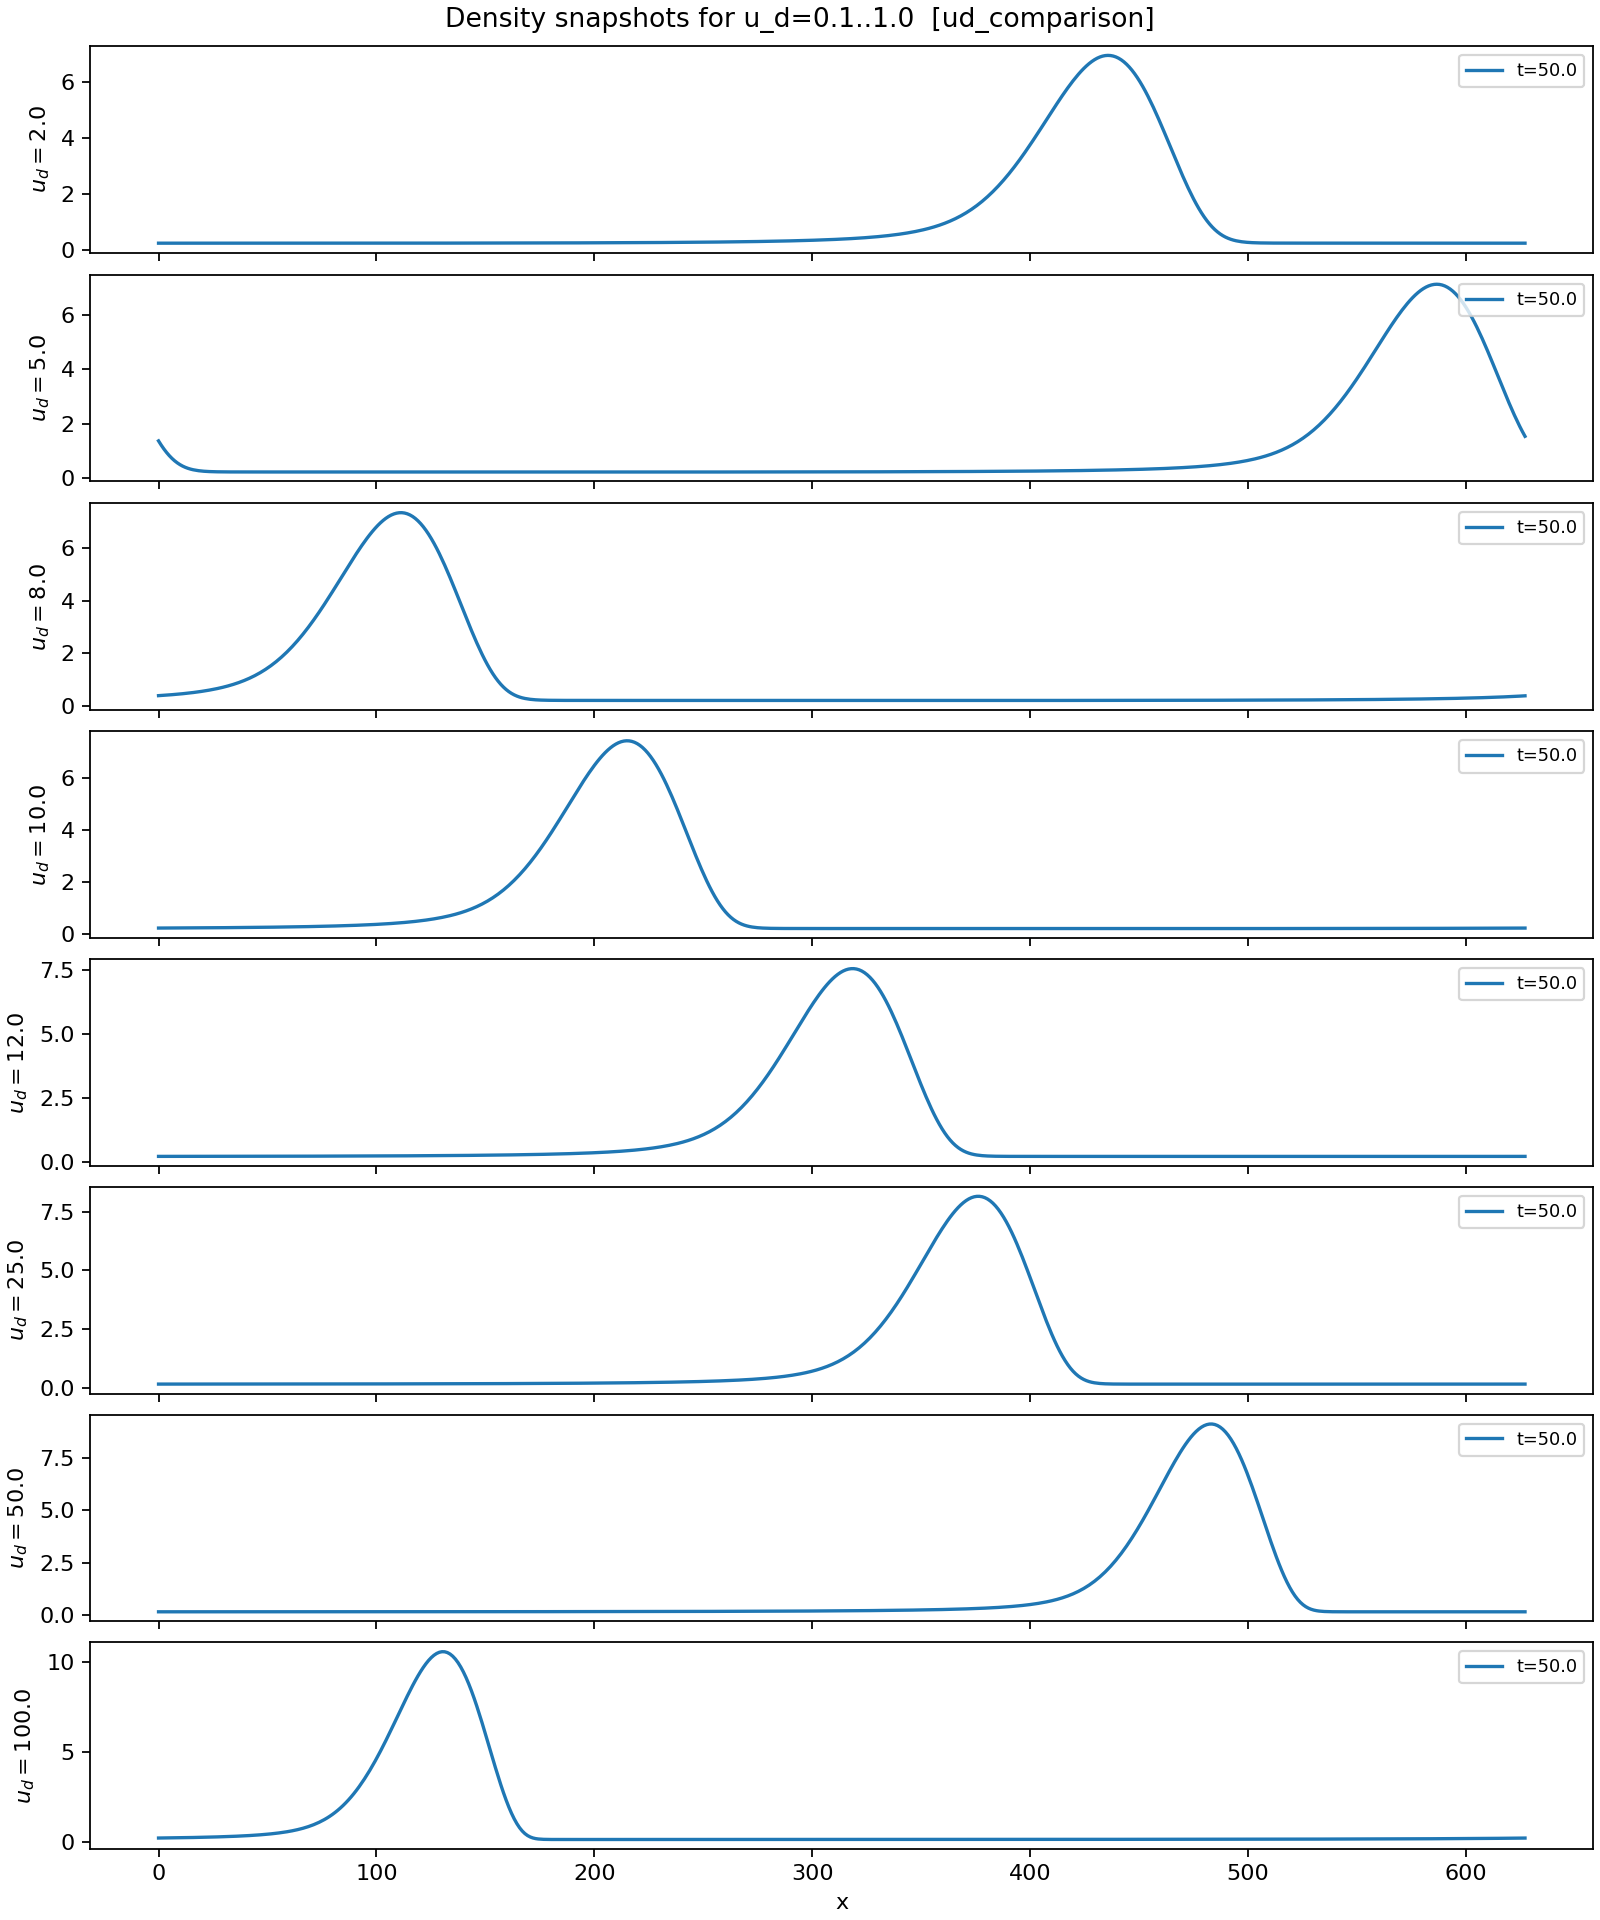 Density snapshots for u_d=0.1..1.0 [ud_comparison]
u_d = 2.0
6
4
2
0
t=50.0
u_d = 5.0
6
4
2
0
t=50.0
u_d = 8.0
6
4
2
0
t=50.0
u_d = 10.0
6
4
2
0
t=50.0
u_d = 12.0
7.5
5.0
2.5
0.0
t=50.0
u_d = 25.0
7.5
5.0
2.5
0.0
t=50.0
u_d = 50.0
7.5
5.0
2.5
0.0
t=50.0
u_d = 100.0
10
5
0
t=50.0
0 100 200 300 400 500 600
x